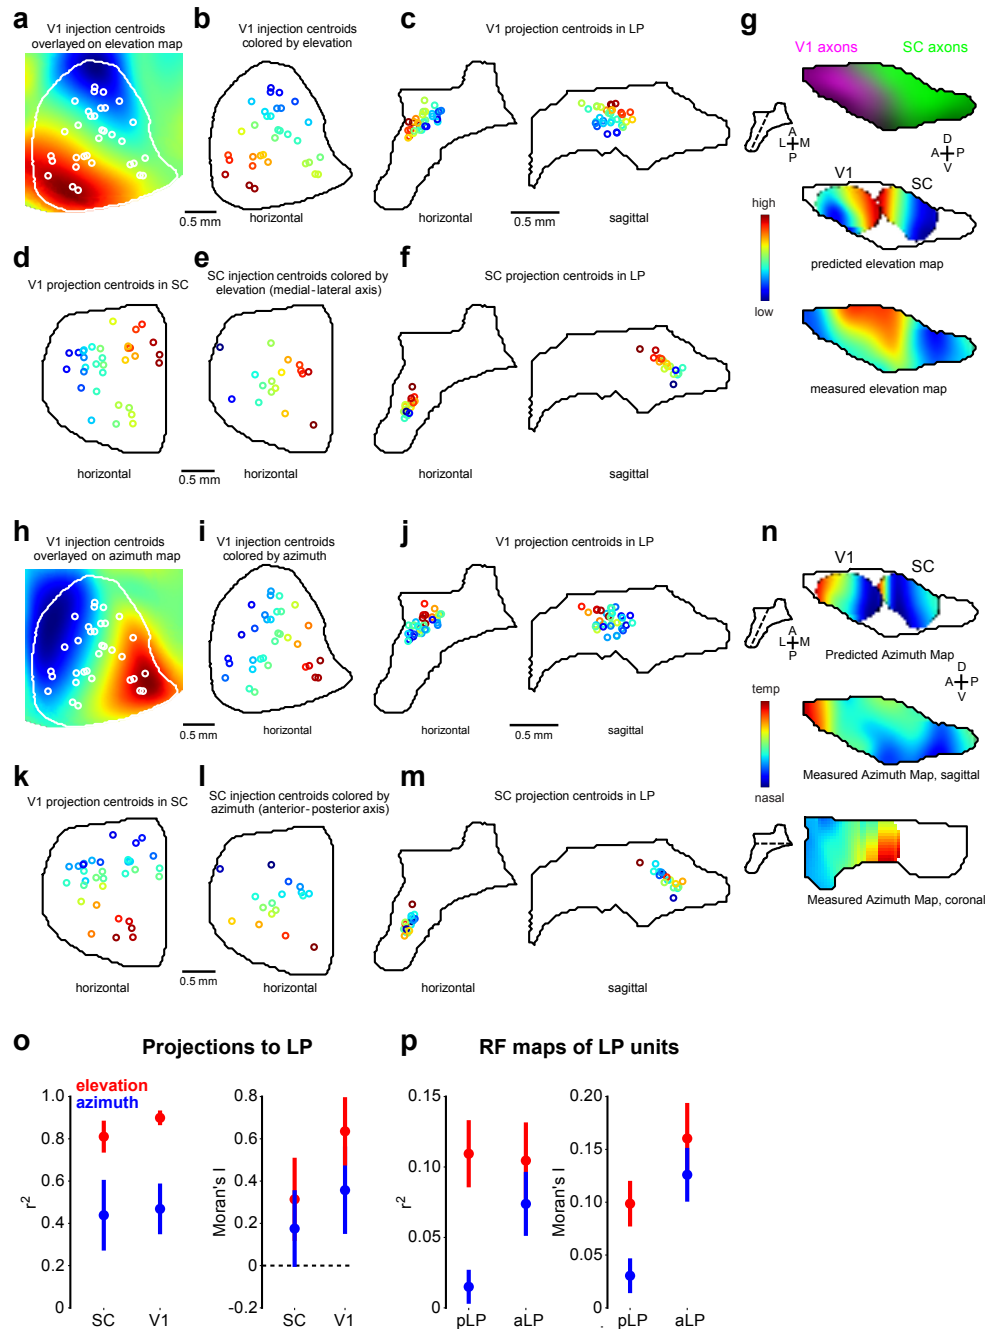 a
V1 injection centroids
overlayed on elevation map
b
V1 injection centroids
colored by elevation
0.5 mm
horizontal
c
V1 projection centroids in LP
horizontal
0.5 mm
sagittal
g
V1 axons
SC axons
A
L M
P
D
A P
V
V1
SC
high
low
predicted elevation map
measured elevation map
d
V1 projection centroids in SC
horizontal
0.5 mm
e
SC injection centroids colored by
elevation (medial-lateral axis)
horizontal
f
SC projection centroids in LP
horizontal
sagittal
h
V1 injection centroids
overlayed on azimuth map
i
V1 injection centroids
colored by azimuth
0.5 mm
horizontal
j
V1 projection centroids in LP
horizontal
0.5 mm
sagittal
n
V1
SC
A
L M
P
Predicted Azimuth Map
D
A P
V
temp
nasal
Measured Azimuth Map, sagittal
Measured Azimuth Map, coronal
k
V1 projection centroids in SC
horizontal
0.5 mm
l
SC injection centroids colored by
azimuth (anterior-posterior axis)
horizontal
m
SC projection centroids in LP
horizontal
sagittal
o
Projections to LP
elevation
azimuth
r2
1.0
0.8
0.6
0.4
0.2
0
SC V1
Moran's I
0.8
0.6
0.4
0.2
0
-0.2
SC V1
p
RF maps of LP units
r2
0.15
0.10
0.05
0
pLP aLP
Moran's I
0.20
0.15
0.10
0.05
0
pLP aLP